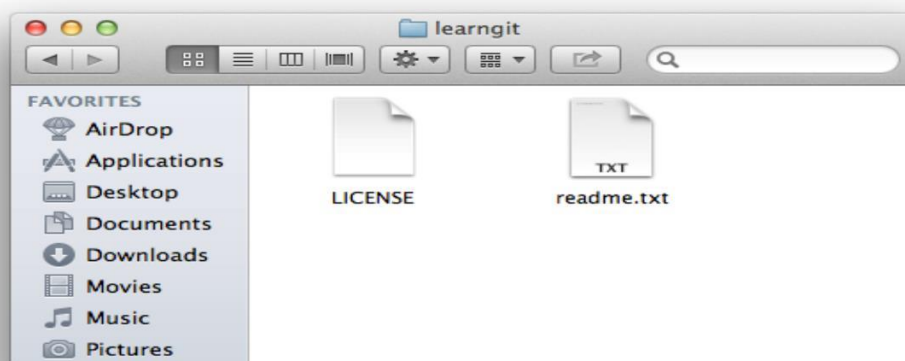 learngit
FAVORITES
AirDrop
Applications
Desktop
Documents
Downloads
Movies
Music
Pictures
TXT
LICENSE
readme.txt